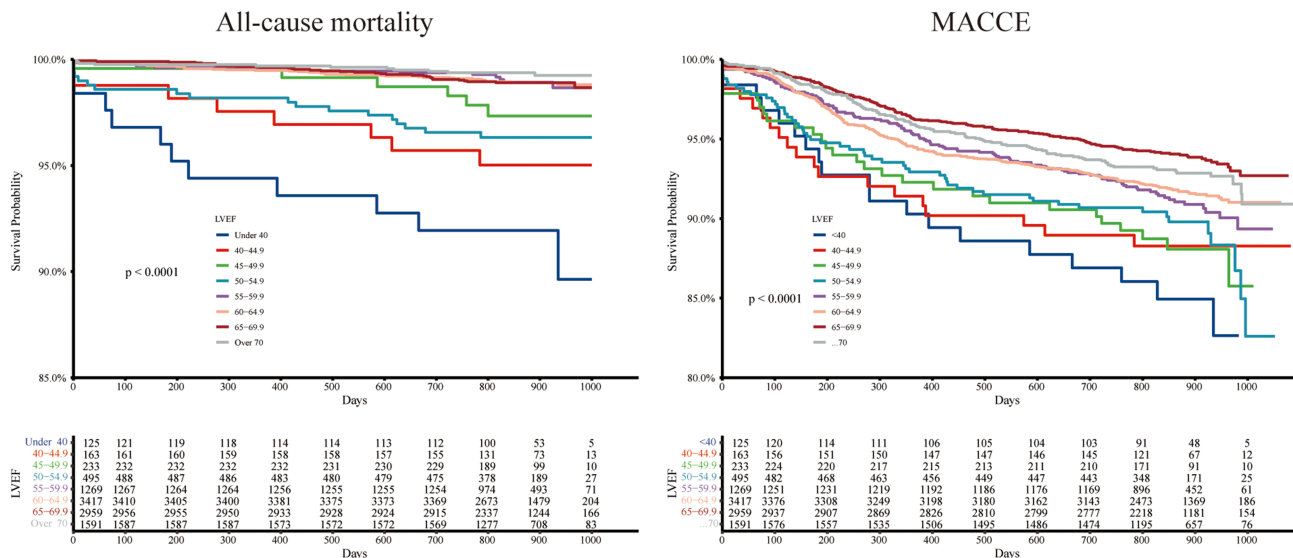 All-cause mortality
100.0%
95.0%
90.0%
85.0%
Survival Probability
LVEF
Under 40
40−44.9
45−49.9
50−54.9
55−59.9
60−64.9
65−69.9
Over 70
p < 0.0001
0 100 200 300 400 500 600 700 800 900 1000
Days
LVEF
Under 40 125 121 119 118 114 114 113 112 100 53 5
40−44.9 163 161 160 159 158 158 157 155 131 73 13
45−49.9 233 232 232 232 232 231 230 229 189 99 10
50−54.9 495 488 487 486 483 480 479 475 378 189 27
55−59.9 1269 1267 1264 1264 1256 1255 1255 1254 974 493 71
60−64.9 3417 3410 3405 3400 3381 3375 3373 3369 2673 1479 204
65−69.9 2959 2956 2955 2950 2933 2928 2924 2915 2337 1244 166
Over 70 1591 1587 1587 1587 1573 1572 1572 1569 1277 708 83
0 100 200 300 400 500 600 700 800 900 1000
Days
MACCE
100.0%
95.0%
90.0%
85.0%
80.0%
Survival Probability
LVEF
<40
40−44.9
45−49.9
50−54.9
55−59.9
60−64.9
65−69.9
...70
p < 0.0001
0 100 200 300 400 500 600 700 800 900 1000
Days
LVEF
<40 125 120 114 111 106 105 104 103 91 48 5
40−44.9 163 156 151 150 147 147 146 145 121 67 12
45−49.9 233 224 220 217 215 213 211 210 171 91 10
50−54.9 495 482 468 463 456 449 447 443 348 171 25
55−59.9 1269 1251 1231 1219 1192 1186 1176 1169 896 452 61
60−64.9 3417 3376 3308 3249 3198 3180 3162 3143 2473 1369 186
65−69.9 2959 2937 2907 2869 2826 2810 2799 2777 2218 1181 154
...70 1591 1576 1557 1535 1506 1495 1486 1474 1195 657 76
0 100 200 300 400 500 600 700 800 900 1000
Days